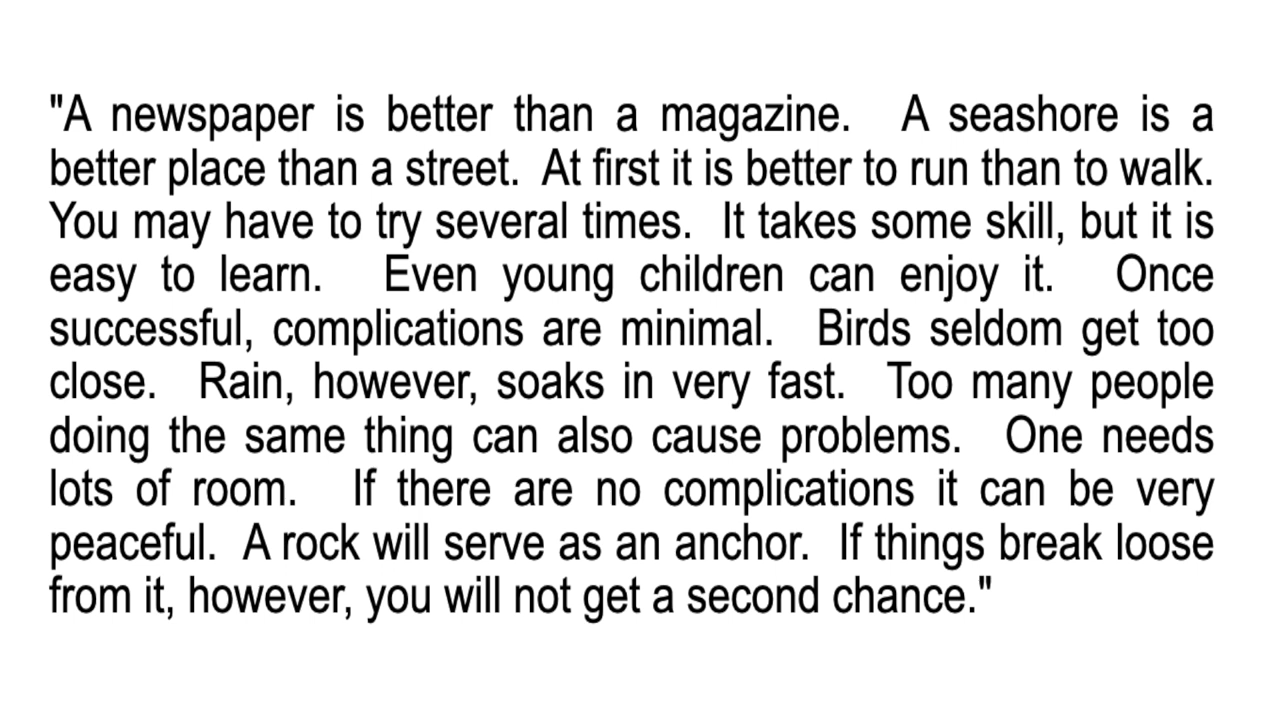 "A newspaper is better than a magazine. A seashore is a
better place than a street. At first it is better to run than to walk.
You may have to try several times. It takes some skill, but it is
easy to learn. Even young children can enjoy it. Once
successful, complications are minimal. Birds seldom get too
close. Rain, however, soaks in very fast. Too many people
doing the same thing can also cause problems. One needs
lots of room. If there are no complications it can be very
peaceful. A rock will serve as an anchor. If things break loose
from it, however, you will not get a second chance."